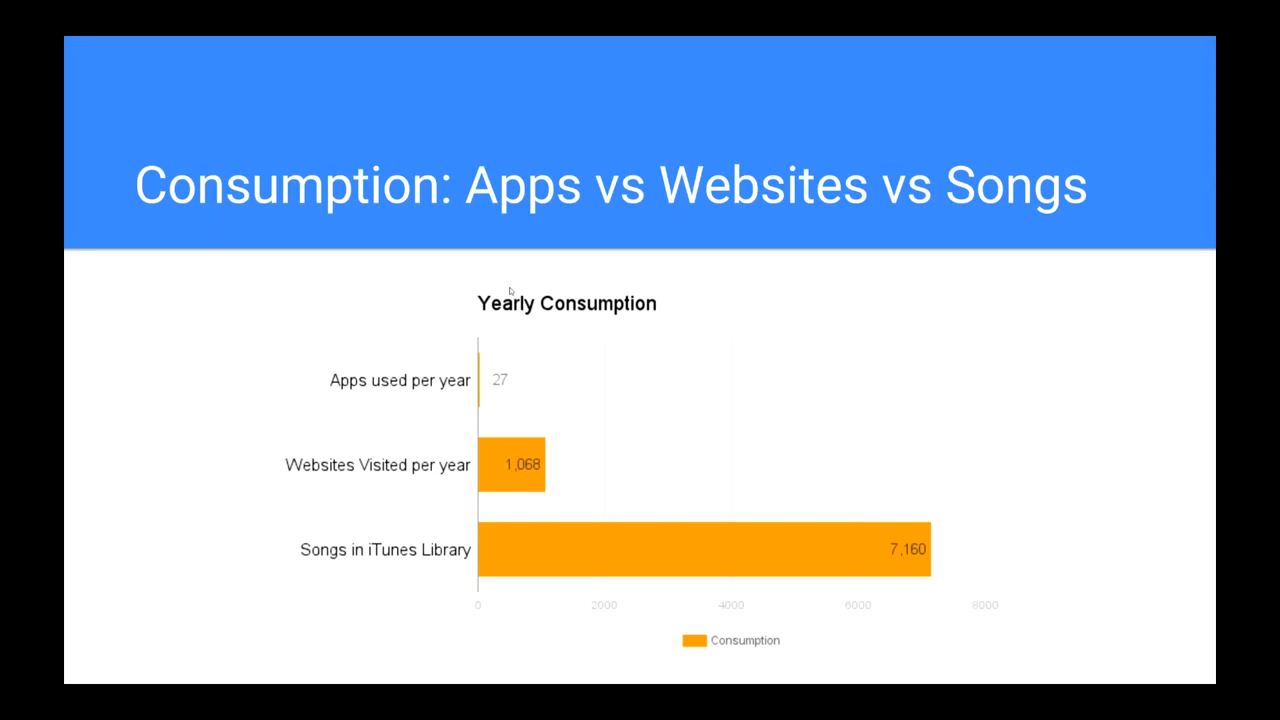 Consumption: Apps vs Websites vs Songs
Yearly Consumption
Apps used per year
27
Websites Visited per year
1,068
Songs in iTunes Library
7,160
0 2000 4000 6000 8000
Consumption